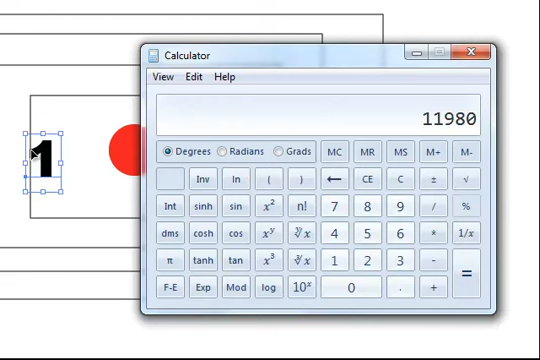 Calculator
View Edit Help
11980
Degrees Radians Grads MC MR MS M+ M-
Inv ln ( ) ← CE C ± √
Int sinh sin x² n! 7 8 9 / %
dms cosh cos xʸ ʸ√x 4 5 6 * 1/x
π tanh tan x³ ³√x 1 2 3 - =
F-E Exp Mod log 10ˣ 0 . +
1